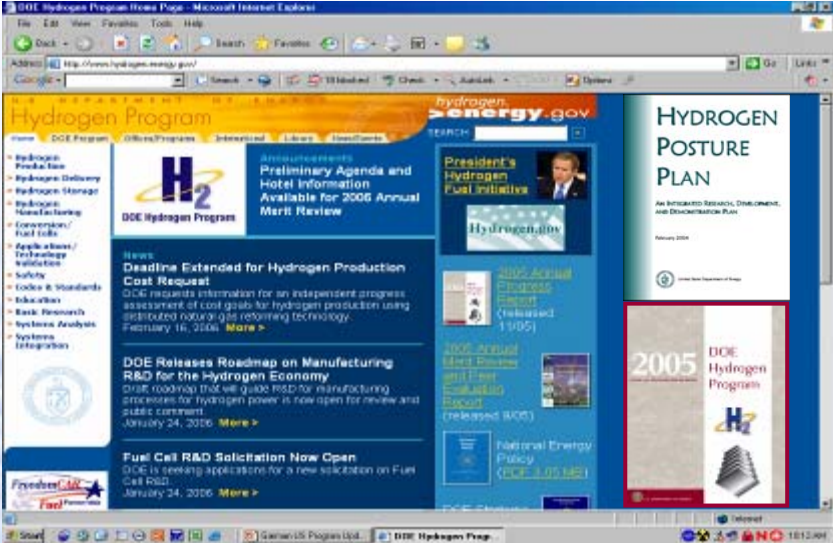 DOE Hydrogen Program Home Page - Microsoft Internet Explorer
File Edit View Favorites Tools Help
Back Search Favorites
Address http://www.hydrogen.energy.gov/ Go Links
Google Search Check AutoLink Options
U.S. DEPARTMENT OF ENERGY
Hydrogen Program
hydrogen.
energy.gov
Home DOE Program Offices/Programs International Library News/Events
SEARCH
Hydrogen
Production
Hydrogen Delivery
Hydrogen Storage
Hydrogen
Manufacturing
Conversion/
Fuel Cells
Applications/
Technology
Validation
Safety
Codes & Standards
Education
Basic Research
Systems Analysis
Systems
Integration
FreedomCAR
Fuel Partnership
H2
DOE Hydrogen Program
Announcements
Preliminary Agenda and
Hotel Information
Available for 2006 Annual
Merit Review
News
Deadline Extended for Hydrogen Production
Cost Request
DOE requests information for an independent progress
assessment of cost goals for hydrogen production using
distributed natural gas reforming technology.
February 16, 2006 More >
DOE Releases Roadmap on Manufacturing
R&D for the Hydrogen Economy
Draft roadmap that will guide R&D for manufacturing
processes for hydrogen power is now open for review and
public comment.
January 24, 2006 More >
Fuel Cell R&D Solicitation Now Open
DOE is seeking applications for a new solicitation on Fuel
Cell R&D.
January 24, 2006 More >
President's
Hydrogen
Fuel Initiative
Hydrogen.gov
2005 Annual
Progress
Report
(released
11/05)
2005 Annual
Merit Review
and Peer
Evaluation
Report
(released 9/05)
National Energy
Policy
(PDF 3.05 MB)
HYDROGEN
POSTURE
PLAN
AN INTEGRATED RESEARCH, DEVELOPMENT,
AND DEMONSTRATION PLAN
February 2004
United States Department of Energy
2005
DOE
Hydrogen
Program
H2
Internet
Start
DOE Hydrogen Progr...